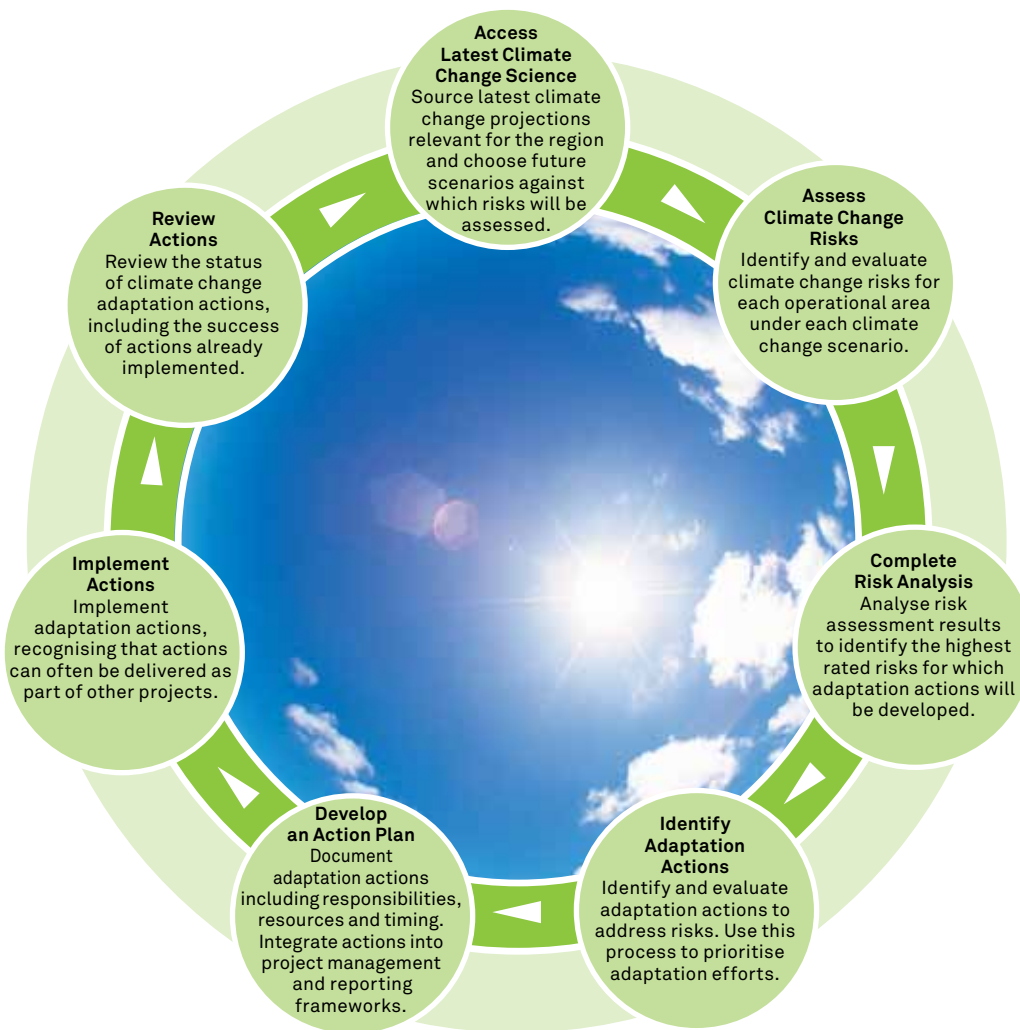 Access
Latest Climate
Change Science
Source latest climate
change projections
relevant for the region
and choose future
scenarios against
which risks will be
assessed.
Assess
Climate Change
Risks
Identify and evaluate
climate change risks for
each operational area
under each climate
change scenario.
Complete
Risk Analysis
Analyse risk
assessment results
to identify the highest
rated risks for which
adaptation actions will
be developed.
Identify
Adaptation
Actions
Identify and evaluate
adaptation actions to
address risks. Use this
process to prioritise
adaptation efforts.
Develop
an Action Plan
Document
adaptation actions
including responsibilities,
resources and timing.
Integrate actions into
project management
and reporting
frameworks.
Implement
Actions
Implement
adaptation actions,
recognising that actions
can often be delivered as
part of other projects.
Review
Actions
Review the status
of climate change
adaptation actions,
including the success
of actions already
implemented.